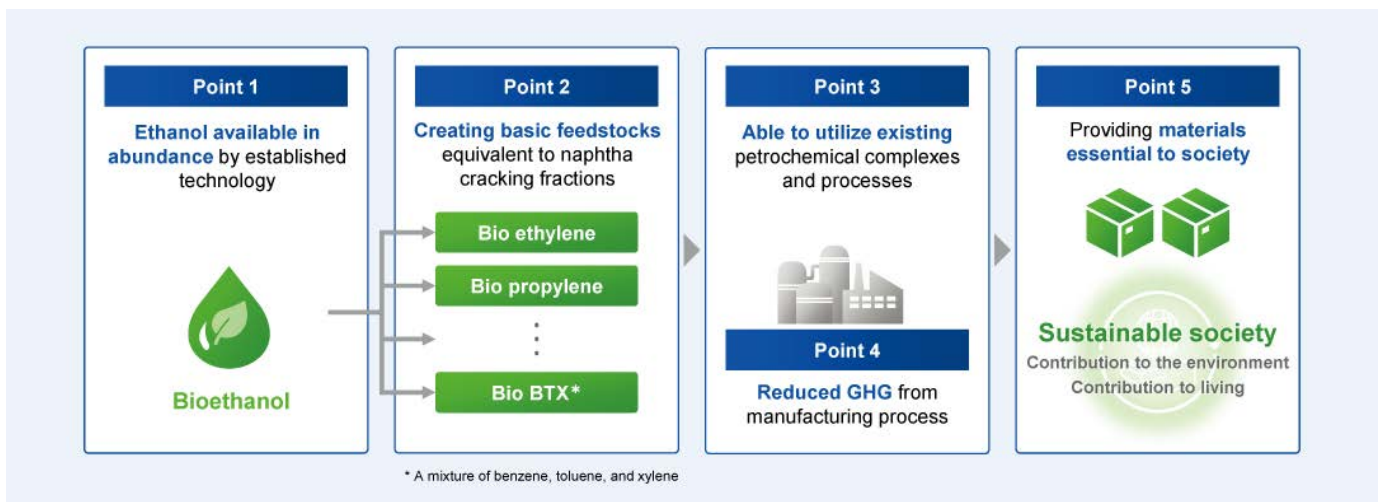 Point 1
Ethanol available in
abundance by established
technology
Bioethanol
Point 2
Creating basic feedstocks
equivalent to naphtha
cracking fractions
Bio ethylene
Bio propylene
⋮
Bio BTX*
Point 3
Able to utilize existing
petrochemical complexes
and processes
Point 4
Reduced GHG from
manufacturing process
Point 5
Providing materials
essential to society
Sustainable society
Contribution to the environment
Contribution to living
* A mixture of benzene, toluene, and xylene